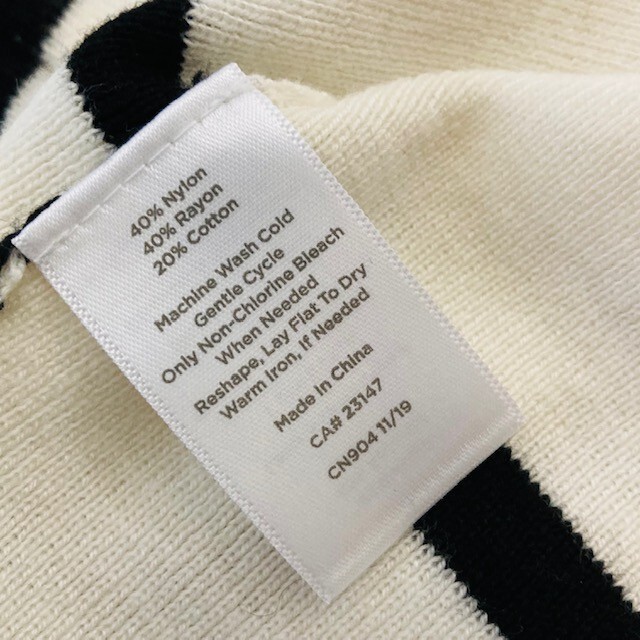 40% Nylon
40% Rayon
20% Cotton
Machine Wash Cold
Gentle Cycle
Only Non-Chlorine Bleach
When Needed
Reshape, Lay Flat To Dry
Warm Iron, if Needed
Made in China
CA# 23147
CN904 11/19